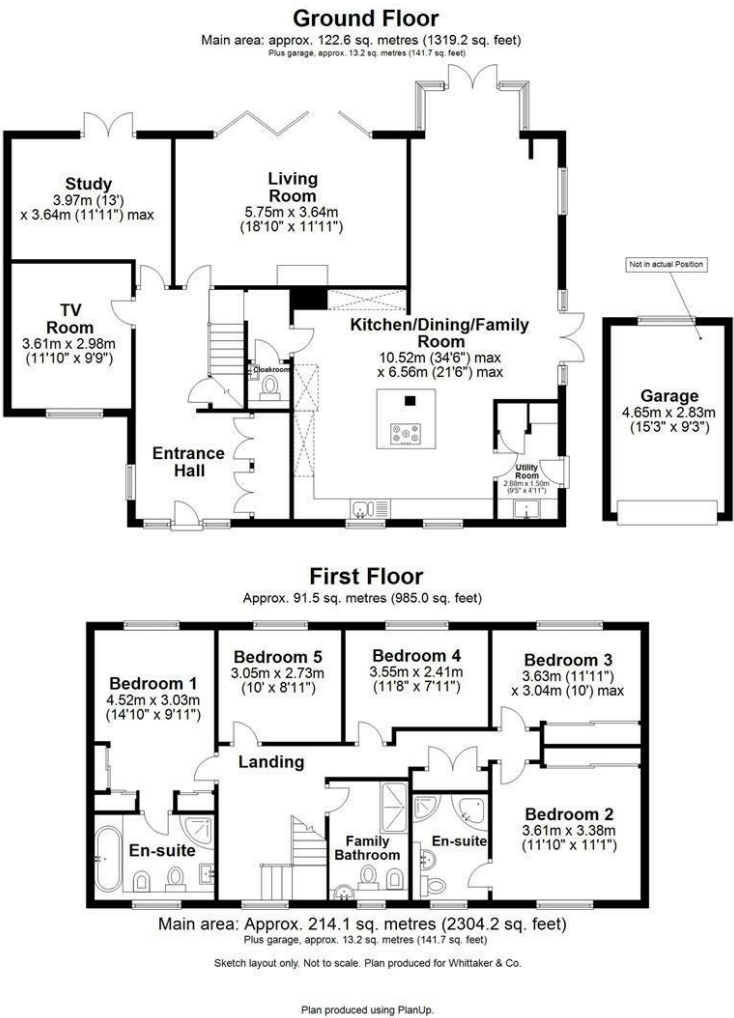 Ground Floor
Main area: approx. 122.6 sq. metres (1319.2 sq. feet)
Plus garage, approx. 13.2 sq. metres (141.7 sq. feet)
Study
3.97m (13')
x 3.64m (11'11") max
Living
Room
5.75m x 3.64m
(18'10" x 11'11")
TV
Room
3.61m x 2.98m
(11'10" x 9'9")
Kitchen/Dining/Family
Room
10.52m (34'6") max
x 6.56m (21'6") max
Cloakroom
Entrance
Hall
Utility
Room
2.88m x 1.50m
(9'5" x 4'11")
Not in actual Position
Garage
4.65m x 2.83m
(15'3" x 9'3")
First Floor
Approx. 91.5 sq. metres (985.0 sq. feet)
Bedroom 1
4.52m x 3.03m
(14'10" x 9'11")
Bedroom 5
3.05m x 2.73m
(10' x 8'11")
Bedroom 4
3.55m x 2.41m
(11'8" x 7'11")
Bedroom 3
3.63m (11'11")
x 3.04m (10') max
Landing
Bedroom 2
3.61m x 3.38m
(11'10" x 11'1")
En-suite
Family
Bathroom
En-suite
Main area: Approx. 214.1 sq. metres (2304.2 sq. feet)
Plus garage, approx. 13.2 sq. metres (141.7 sq. feet)
Sketch layout only. Not to scale. Plan produced for Whittaker & Co.
Plan produced using PlanUp.